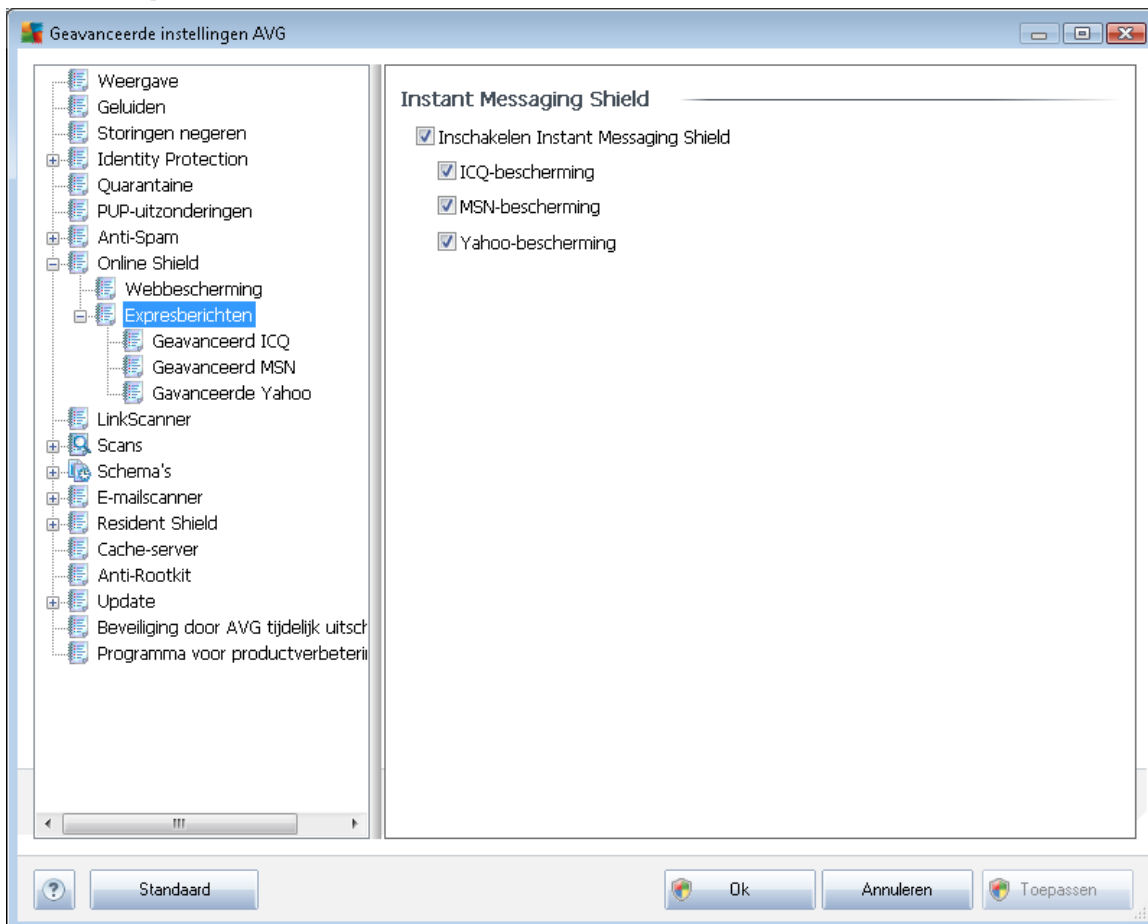 Geavanceerde instellingen AVG
Weergave
Geluiden
Storingen negeren
Identity Protection
Quarantaine
PUP-uitzonderingen
Anti-Spam
Online Shield
Webbescherming
Expresberichten
Geavanceerd ICQ
Geavanceerd MSN
Gavanceerde Yahoo
LinkScanner
Scans
Schema's
E-mailscanner
Resident Shield
Cache-server
Anti-Rootkit
Update
Beveiliging door AVG tijdelijk uitsch
Programma voor productverbeteri
Instant Messaging Shield
Inschakelen Instant Messaging Shield
ICQ-bescherming
MSN-bescherming
Yahoo-bescherming
?
Standaard
Ok
Annuleren
Toepassen